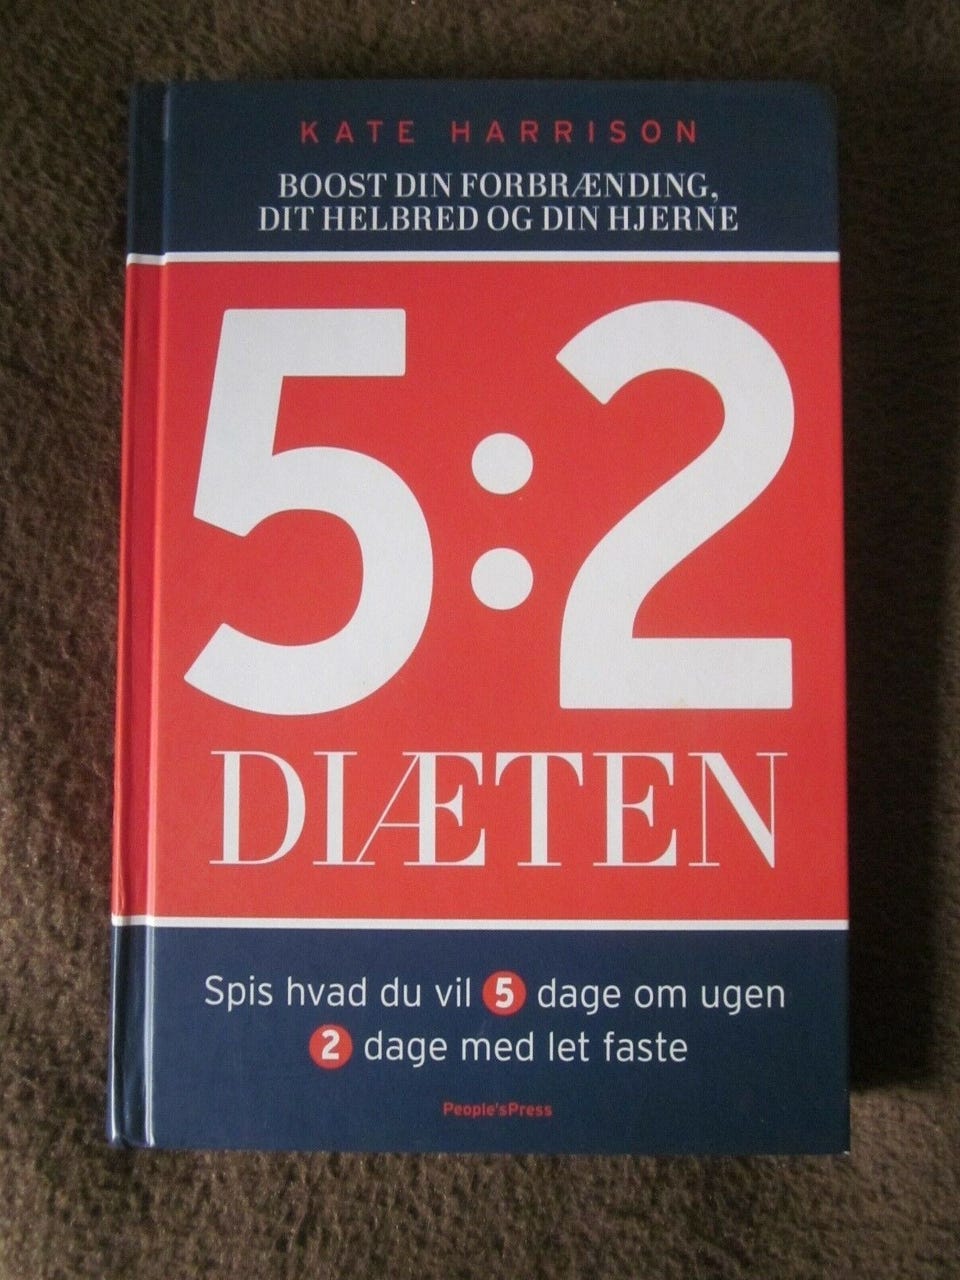 KATE HARRISON
BOOST DIN FORBRÆNDING,
DIT HELBRED OG DIN HJERNE
5:2
DIÆTEN
Spis hvad du vil 5 dage om ugen
2 dage med let faste
People'sPress